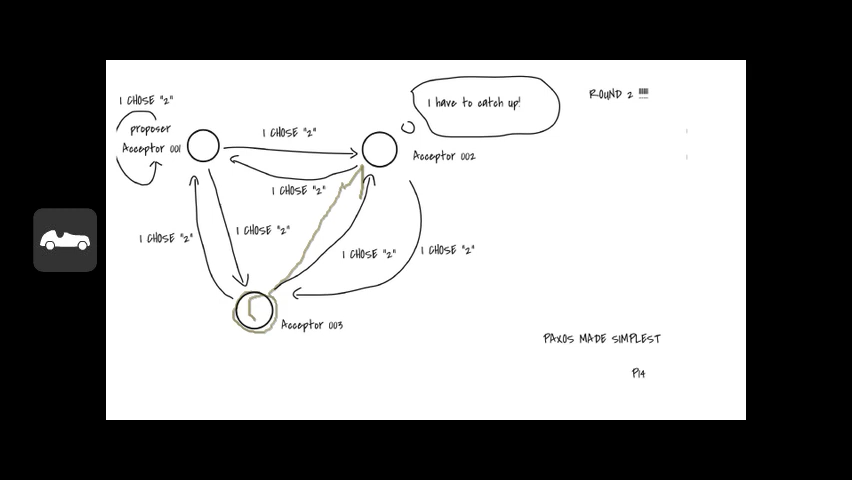 I CHOSE "2"
proposer
Acceptor 001
I CHOSE "2"
I have to catch up!
ROUND 2 !!!!!
Acceptor 002
I CHOSE "2"
I CHOSE "2"
I CHOSE "2"
I CHOSE "2"
I CHOSE "2"
Acceptor 003
PAXOS MADE SIMPLEST
P14